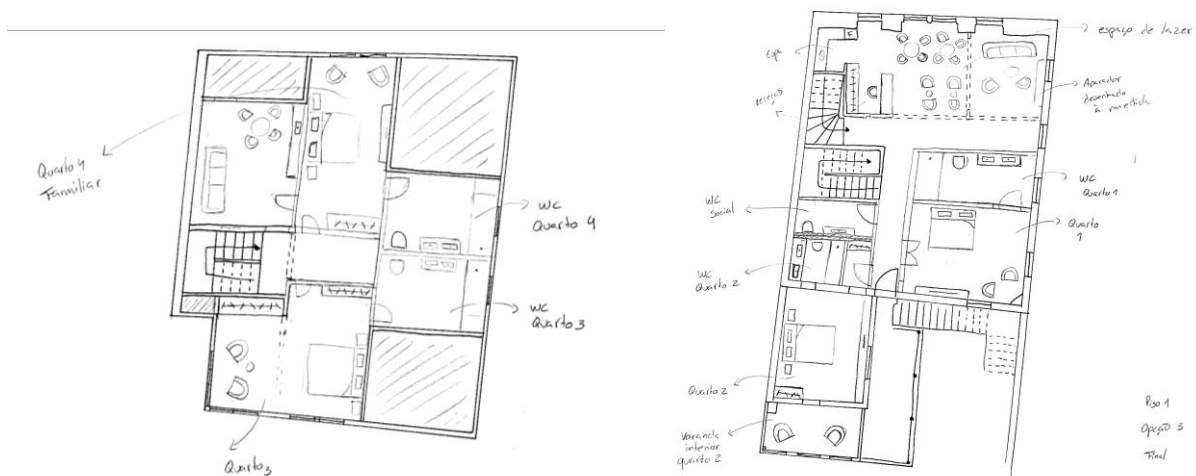 Quarto 4
Familiar
WC
Quarto 4
WC
Quarto 3
Quarto 3
copa
espaço de lazer
receção
Aparador
desenhado
à medida
WC
Quarto 1
WC
social
Quarto
1
WC
Quarto 2
Quarto 2
Varanda
interior
quarto 2
Piso 1
Opção 3
Final